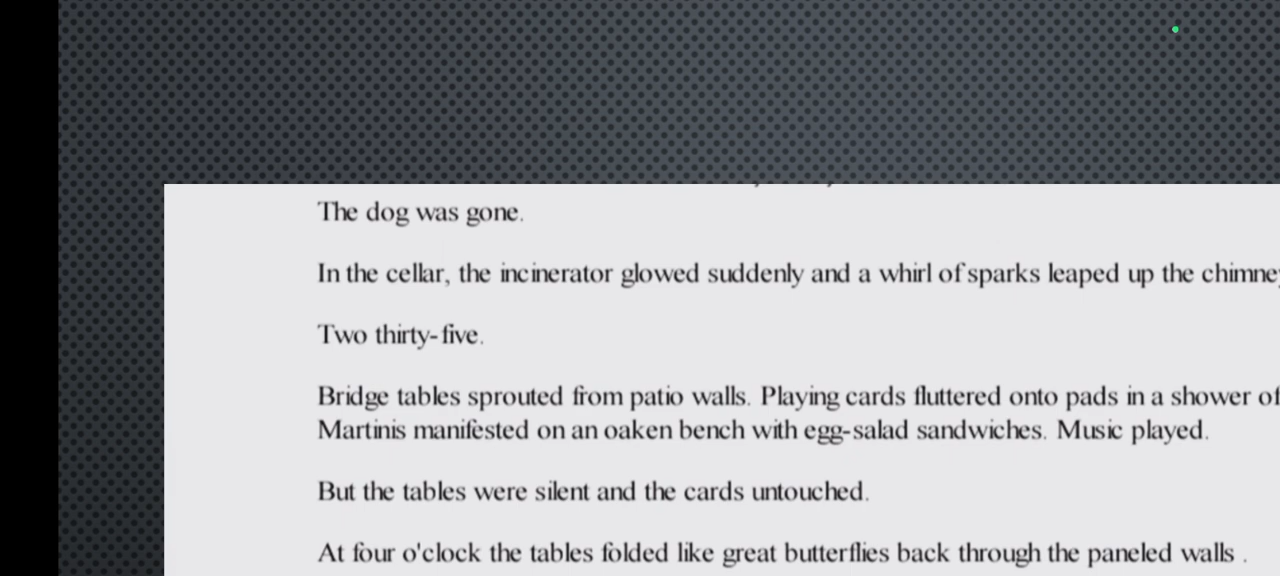 The dog was gone.
In the cellar, the incinerator glowed suddenly and a whirl of sparks leaped up the
Two thirty-five.
Bridge tables sprouted from patio walls. Playing cards fluttered onto pads in a shower of
Martinis manifested on an oaken bench with egg-salad sandwiches. Music played.
But the tables were silent and the cards untouched.
At four o'clock the tables folded like great butterflies back through the paneled walls .